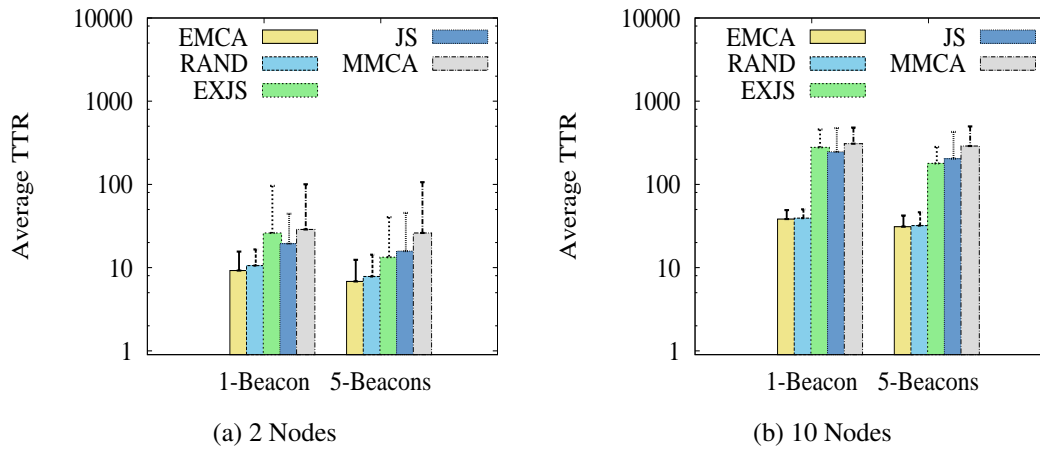 10000
1000
100
10
1
Average TTR
EMCA
RAND
EXJS
JS
MMCA
1-Beacon 5-Beacons
(a) 2 Nodes
10000
1000
100
10
1
Average TTR
EMCA
RAND
EXJS
JS
MMCA
1-Beacon 5-Beacons
(b) 10 Nodes